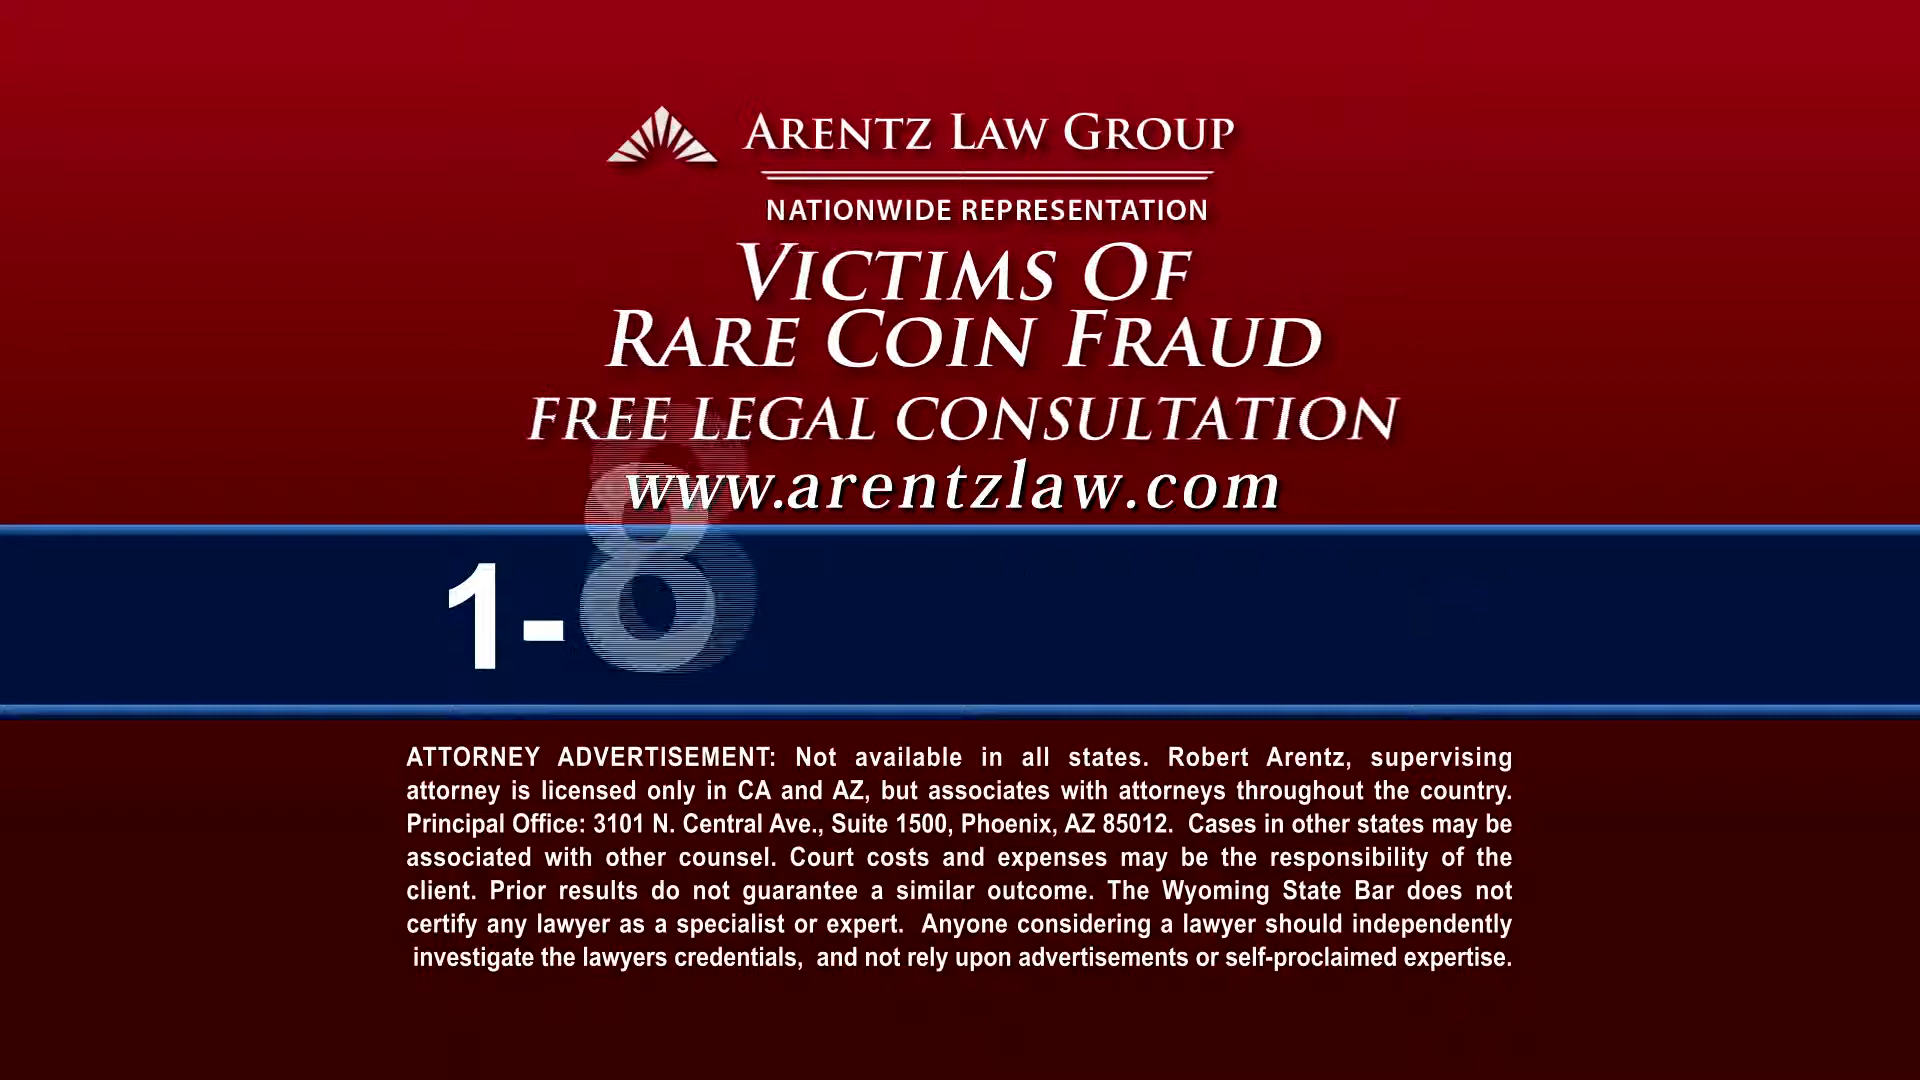 ARENTZ LAW GROUP
NATIONWIDE REPRESENTATION
VICTIMS OF
RARE COIN FRAUD
FREE LEGAL CONSULTATION
www.arentzlaw.com
1-8
ATTORNEY ADVERTISEMENT: Not available in all states. Robert Arentz, supervising
attorney is licensed only in CA and AZ, but associates with attorneys throughout the country.
Principal Office: 3101 N. Central Ave., Suite 1500, Phoenix, AZ 85012. Cases in other states may be
associated with other counsel. Court costs and expenses may be the responsibility of the
client. Prior results do not guarantee a similar outcome. The Wyoming State Bar does not
certify any lawyer as a specialist or expert. Anyone considering a lawyer should independently
investigate the lawyers credentials, and not rely upon advertisements or self-proclaimed expertise.